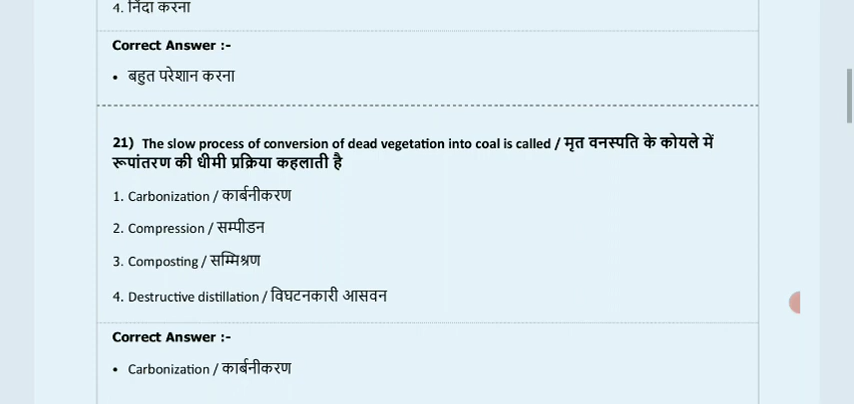 4. निंदा करना
Correct Answer :-
• बहुत परेशान करना
21) The slow process of conversion of dead vegetation into coal is called / मृत वनस्पति के कोयले में
रूपांतरण की धीमी प्रक्रिया कहलाती है
1. Carbonization / कार्बनीकरण
2. Compression / सम्पीडन
3. Composting / सम्मिश्रण
4. Destructive distillation / विघटनकारी आसवन
Correct Answer :-
• Carbonization / कार्बनीकरण